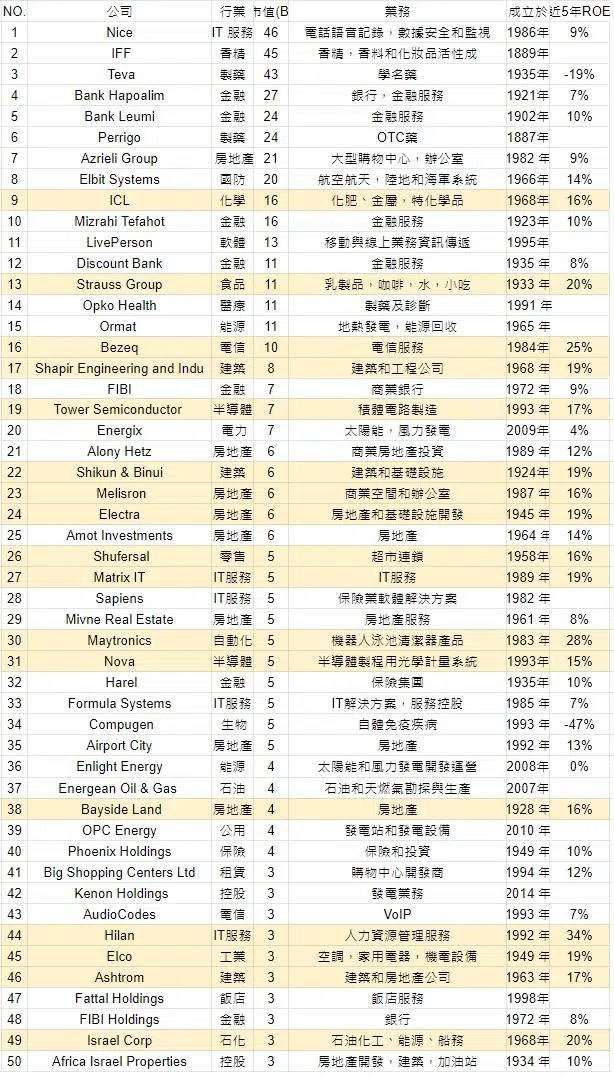 NO. 公司 行業 市值(B 業務 成立於 近5年ROE
1 Nice IT 服務 46 電話語音記錄，數據安全和監視 1986年 9%
2 IFF 香精 45 香精，香料和化妝品活性成 1889年
3 Teva 製藥 43 學名藥 1935年 -19%
4 Bank Hapoalim 金融 27 銀行，金融服務 1921年 7%
5 Bank Leumi 金融 24 金融服務 1902年 10%
6 Perrigo 製藥 24 OTC藥 1887年
7 Azrieli Group 房地產 21 大型購物中心，辦公室 1982 年 9%
8 Elbit Systems 國防 20 航空航天，陸地和海軍系統 1966年 14%
9 ICL 化學 16 化肥、金屬，特化學品 1968年 16%
10 Mizrahi Tefahot 金融 16 金融服務 1923年 10%
11 LivePerson 軟體 13 移動與線上業務資訊傳遞 1995年
12 Discount Bank 金融 11 金融服務 1935 年 8%
13 Strauss Group 食品 11 乳製品，咖啡，水，小吃 1933 年 20%
14 Opko Health 醫療 11 製藥及診斷 1991 年
15 Ormat 能源 11 地熱發電，能源回收 1965 年
16 Bezeq 電信 10 電信服務 1984年 25%
17 Shapir Engineering and Indu 建築 8 建築和工程公司 1968 年 19%
18 FIBI 金融 7 商業銀行 1972 年 9%
19 Tower Semiconductor 半導體 7 積體電路製造 1993 年 17%
20 Energix 電力 7 太陽能，風力發電 2009年 4%
21 Alony Hetz 房地產 6 商業房地產投資 1989 年 12%
22 Shikun & Binui 建築 6 建築和基礎設施 1924年 19%
23 Melisron 房地產 6 商業空間和辦公室 1987 年 16%
24 Electra 房地產 6 房地產和基礎設施開發 1945 年 19%
25 Amot Investments 房地產 6 房地產 1964 年 14%
26 Shufersal 零售 5 超市連鎖 1958年 16%
27 Matrix IT IT服務 5 IT服務 1989 年 19%
28 Sapiens IT服務 5 保險業軟體解決方案 1982 年
29 Mivne Real Estate 房地產 5 房地產服務 1961 年 8%
30 Maytronics 自動化 5 機器人泳池清潔器產品 1983 年 28%
31 Nova 半導體 5 半導體製程用光學計量系統 1993年 15%
32 Harel 金融 5 保險集團 1935年 10%
33 Formula Systems IT服務 5 IT解決方案，服務控股 1985 年 7%
34 Compugen 生物 5 自體免疫疾病 1993 年 -47%
35 Airport City 房地產 5 房地產 1992 年 13%
36 Enlight Energy 能源 4 太陽能和風力發電開發運營 2008年 0%
37 Energean Oil & Gas 石油 4 石油和天燃氣勘探與生產 2007年
38 Bayside Land 房地產 4 房地產 1928 年 16%
39 OPC Energy 公用 4 發電站和發電設備 2010 年
40 Phoenix Holdings 保險 4 保險和投資 1949 年 10%
41 Big Shopping Centers Ltd 租賃 3 購物中心開發商 1994 年 12%
42 Kenon Holdings 控股 3 發電業務 2014 年
43 AudioCodes 電信 3 VoIP 1993 年 7%
44 Hilan IT服務 3 人力資源管理服務 1992 年 34%
45 Elco 工業 3 空調，家用電器，機電設備 1949 年 19%
46 Ashtrom 建築 3 建築和房地產公司 1963 年 17%
47 Fattal Holdings 飯店 3 飯店服務 1998年
48 FIBI Holdings 金融 3 銀行 1972 年 8%
49 Israel Corp 石化 3 石油化工、能源、船務 1968年 20%
50 Africa Israel Properties 控股 3 房地產開發，建築，加油站 1934 年 10%